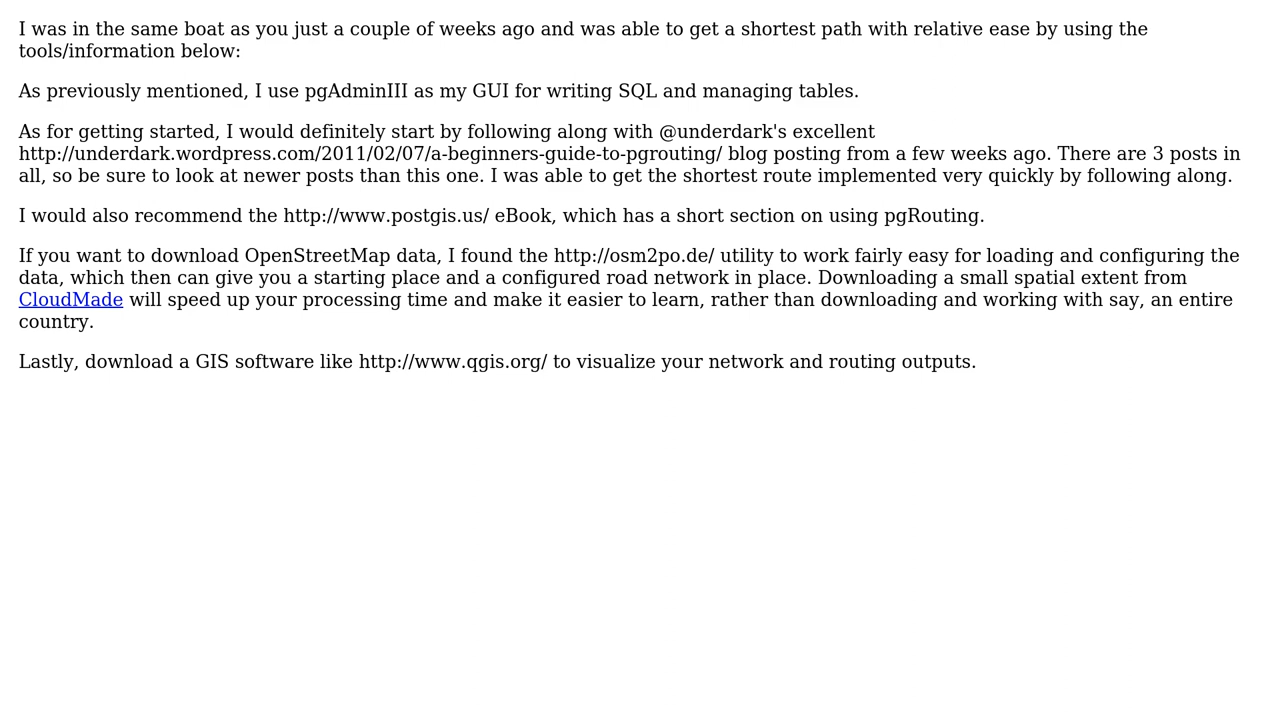 I was in the same boat as you just a couple of weeks ago and was able to get a shortest path with relative ease by using the
tools/information below:
As previously mentioned, I use pgAdminIII as my GUI for writing SQL and managing tables.
As for getting started, I would definitely start by following along with @underdark's excellent
http://underdark.wordpress.com/2011/02/07/a-beginners-guide-to-pgrouting/ blog posting from a few weeks ago. There are 3 posts in
all, so be sure to look at newer posts than this one. I was able to get the shortest route implemented very quickly by following along.
I would also recommend the http://www.postgis.us/ eBook, which has a short section on using pgRouting.
If you want to download OpenStreetMap data, I found the http://osm2po.de/ utility to work fairly easy for loading and configuring the
data, which then can give you a starting place and a configured road network in place. Downloading a small spatial extent from
CloudMade will speed up your processing time and make it easier to learn, rather than downloading and working with say, an entire
country.
Lastly, download a GIS software like http://www.qgis.org/ to visualize your network and routing outputs.